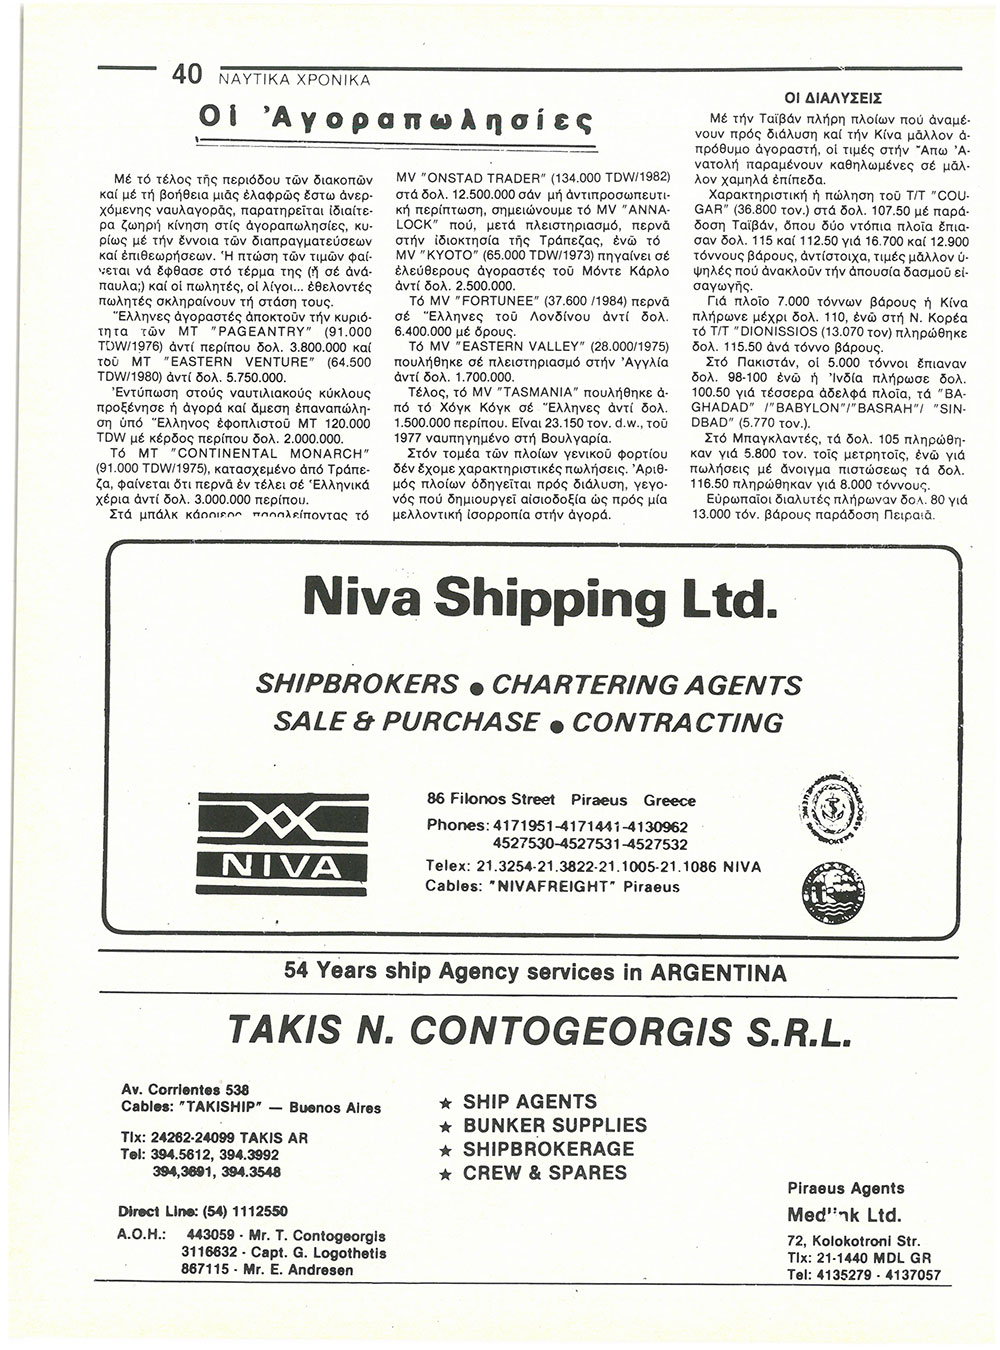 40 ΝΑΥΤΙΚΑ ΧΡΟΝΙΚΑ
Οἱ Ἀγοραπωλησίες
Μέ τό τέλος τῆς περιόδου τῶν διακοπῶν
καί μέ τή βοήθεια μιᾶς ἐλαφρῶς ἔστω ἀνερ-
χόμενης ναυλαγορᾶς, παρατηρεῖται ἰδιαίτε-
ρα ζωηρή κίνηση στίς ἀγοραπωλησίες, κυ-
ρίως μέ τήν ἔννοια τῶν διαπραγματεύσεων
καί ἐπιθεωρήσεων. Ἡ πτώση τῶν τιμῶν φαί-
νεται νά ἔφθασε στό τέρμα της (ἤ σέ ἀνά-
παυλα;) καί οἱ πωλητές, οἱ λίγοι... ἐθελοντές
πωλητές σκληραίνουν τή στάση τους.
Ἕλληνες ἀγοραστές ἀποκτοῦν τήν κυριό-
τητα τῶν MT "PAGEANTRY" (91.000
TDW/1976) ἀντί περίπου δολ. 3.800.000 καί
τοῦ MT "EASTERN VENTURE" (64.500
TDW/1980) ἀντί δολ. 5.750.000.
Ἐντύπωση στούς ναυτιλιακούς κύκλους
προξένησε ἡ ἀγορά καί ἄμεση ἐπαναπώλη-
ση ὑπό Ἕλληνος ἐφοπλιστοῦ MT 120.000
TDW μέ κέρδος περίπου δολ. 2.000.000.
Τό MT "CONTINENTAL MONARCH"
(91.000 TDW/1975), κατασχεμένο ἀπό Τράπε-
ζα, φαίνεται ὅτι περνᾶ ἐν τέλει σέ Ἑλληνικά
χέρια ἀντί δολ. 3.000.000 περίπου.
Στά μπάλκ κάρριερς παραλείποντας τό
MV "ONSTAD TRADER" (134.000 TDW/1982)
στά δολ. 12.500.000 σάν μή ἀντιπροσωπευτι-
κή περίπτωση, σημειώνουμε τό MV "ANNA-
LOCK" πού, μετά πλειστηριασμό, περνᾶ
στήν ἰδιοκτησία τῆς Τράπεζας, ἐνῶ τό
MV "KYOTO" (65.000 TDW/1973) πηγαίνει σέ
ἐλεύθερους ἀγοραστές τοῦ Μόντε Κάρλο
ἀντί δολ. 2.500.000.
Τό MV "FORTUNEE" (37.600 /1984) περνᾶ
σέ Ἕλληνες τοῦ Λονδίνου ἀντί δολ.
6.400.000 μέ ὅρους.
Τό MV "EASTERN VALLEY" (28.000/1975)
πουλήθηκε σέ πλειστηριασμό στήν Ἀγγλία
ἀντί δολ. 1.700.000.
Τέλος, τό MV "TASMANIA" πουλήθηκε ἀ-
πό τό Χόγκ Κόγκ σέ Ἕλληνες ἀντί δολ.
1.500.000 περίπου. Εἶναι 23.150 τον. d.w., τοῦ
1977 ναυπηγημένο στή Βουλγαρία.
Στόν τομέα τῶν πλοίων γενικοῦ φορτίου
δέν ἔχομε χαρακτηριστικές πωλήσεις. Ἀριθ-
μός πλοίων ὁδηγεῖται πρός διάλυση, γεγο-
νός πού δημιουργεῖ αἰσιοδοξία ὡς πρός μία
μελλοντική ἰσορροπία στήν ἀγορά.
ΟΙ ΔΙΑΛΥΣΕΙΣ
Μέ τήν Ταϊβάν πλήρη πλοίων πού ἀναμέ-
νουν πρός διάλυση καί τήν Κίνα μᾶλλον ἀ-
πρόθυμο ἀγοραστή, οἱ τιμές στήν Ἄπω Ἀ-
νατολή παραμένουν καθηλωμένες σέ μᾶλ-
λον χαμηλά ἐπίπεδα.
Χαρακτηριστική ἡ πώληση τοῦ T/T "COU-
GAR" (36.800 τον.) στά δολ. 107.50 μέ παρά-
δοση Ταϊβάν, ὅπου δύο ντόπια πλοῖα ἔπια-
σαν δολ. 115 καί 112.50 γιά 16.700 καί 12.900
τόννους βάρους, ἀντίστοιχα, τιμές μᾶλλον ὑ-
ψηλές πού ἀνακλοῦν τήν ἀπουσία δασμοῦ εἰ-
σαγωγῆς.
Γιά πλοῖο 7.000 τόννων βάρους ἡ Κίνα
πλήρωνε μέχρι δολ. 110, ἐνῶ στή Ν. Κορέα
τό T/T "DIONISSIOS (13.070 τον) πληρώθηκε
δολ. 115.50 ἀνά τόννο βάρους.
Στό Πακιστάν, οἱ 5.000 τόννοι ἔπιαναν
δολ. 98-100 ἐνῶ ἡ Ἰνδία πλήρωσε δολ.
100.50 γιά τέσσερα ἀδελφά πλοῖα, τά "BA-
GHADAD" /"BABYLON"/"BASRAH"/ "SIN-
DBAD" (5.770 τον.).
Στό Μπαγκλαντές, τά δολ. 105 πληρώθη-
καν γιά 5.800 τον. τοῖς μετρητοῖς, ἐνῶ γιά
πωλήσεις μέ ἄνοιγμα πιστώσεως τά δολ.
116.50 πληρώθηκαν γιά 8.000 τόννους.
Εὐρωπαῖοι διαλυτές πλήρωναν δολ. 80 γιά
13.000 τόν. βάρους παράδοση Πειραιᾶ.
Niva Shipping Ltd.
SHIPBROKERS ● CHARTERING AGENTS
SALE & PURCHASE ● CONTRACTING
NIVA
86 Filonos Street Piraeus Greece
Phones: 4171951-4171441-4130962
4527530-4527531-4527532
Telex: 21.3254-21.3822-21.1005-21.1086 NIVA
Cables: "NIVAFREIGHT" Piraeus
54 Years ship Agency services in ARGENTINA
TAKIS N. CONTOGEORGIS S.R.L.
Av. Corrientes 538
Cables: "TAKISHIP" — Buenos Aires
Tlx: 24262-24099 TAKIS AR
Tel: 394.5612, 394.3992
394,3691, 394.3548
Direct Line: (54) 1112550
A.O.H.: 443059 - Mr. T. Contogeorgis
3116632 - Capt. G. Logothetis
867115 - Mr. E. Andresen
★ SHIP AGENTS
★ BUNKER SUPPLIES
★ SHIPBROKERAGE
★ CREW & SPARES
Piraeus Agents
Ltd.
72, Kolokotroni Str.
Tlx: 21-1440 MDL GR
Tel: 4135279 - 4137057